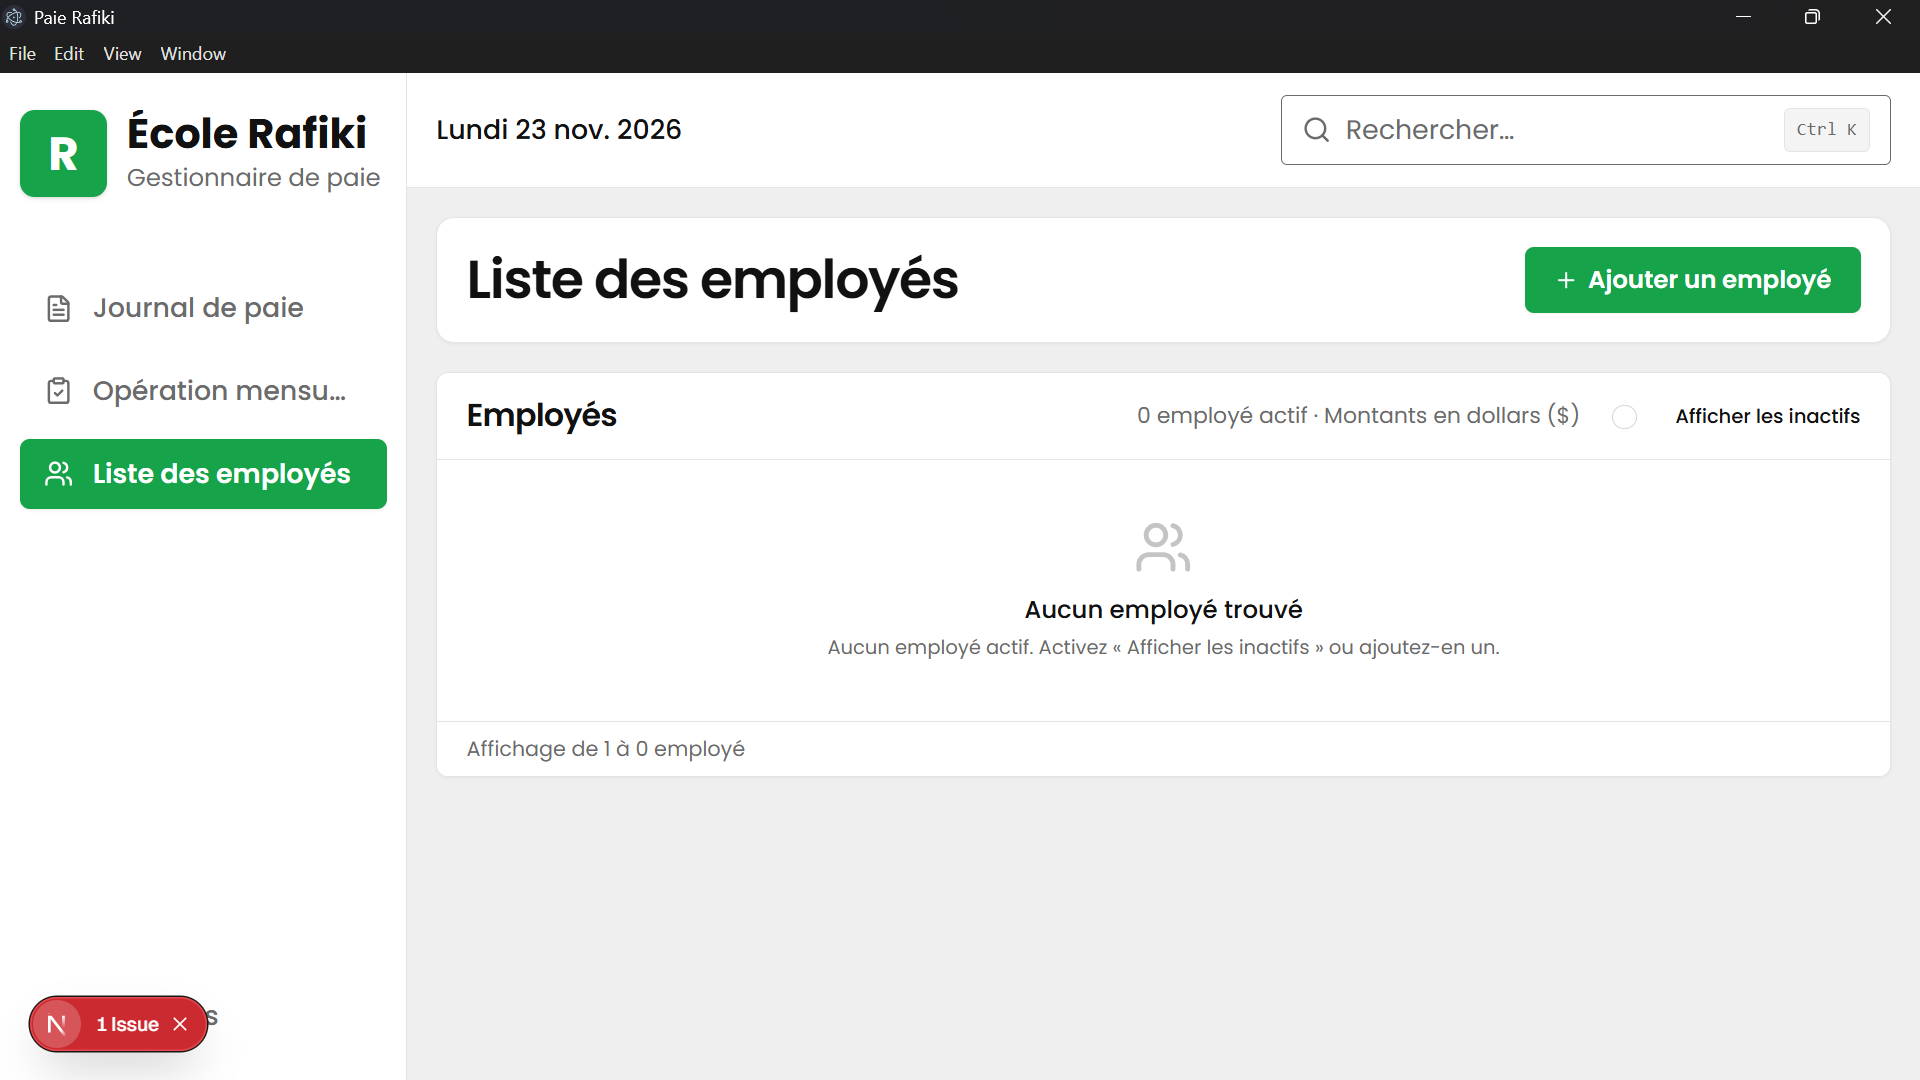 Paie Rafiki
File Edit View Window
R
École Rafiki
Gestionnaire de paie
Lundi 23 nov. 2026
Rechercher...
Ctrl K
Journal de paie
Opération mensu...
Liste des employés
Liste des employés
+ Ajouter un employé
Employés
0 employé actif · Montants en dollars ($)
Afficher les inactifs
Aucun employé trouvé
Aucun employé actif. Activez « Afficher les inactifs » ou ajoutez-en un.
Affichage de 1 à 0 employé
N 1 Issue